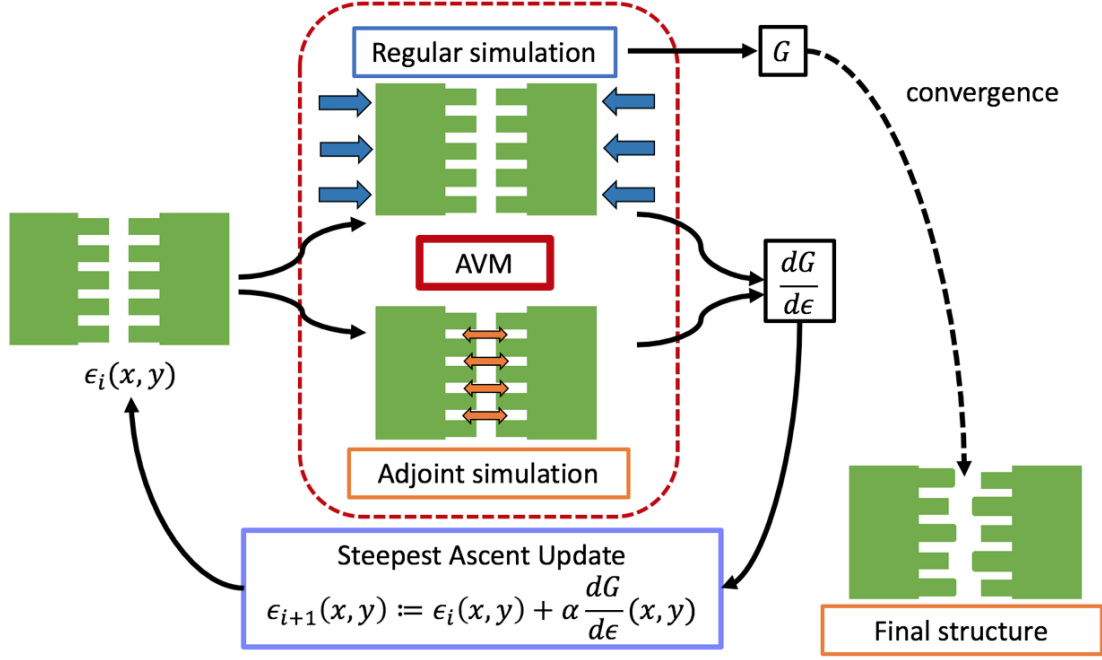 Regular simulation
G
convergence
AVM
dG
dϵ
ϵᵢ(x, y)
Adjoint simulation
Steepest Ascent Update
ϵᵢ₊₁(x, y) ≔ ϵᵢ(x, y) + α dG/dϵ (x, y)
Final structure